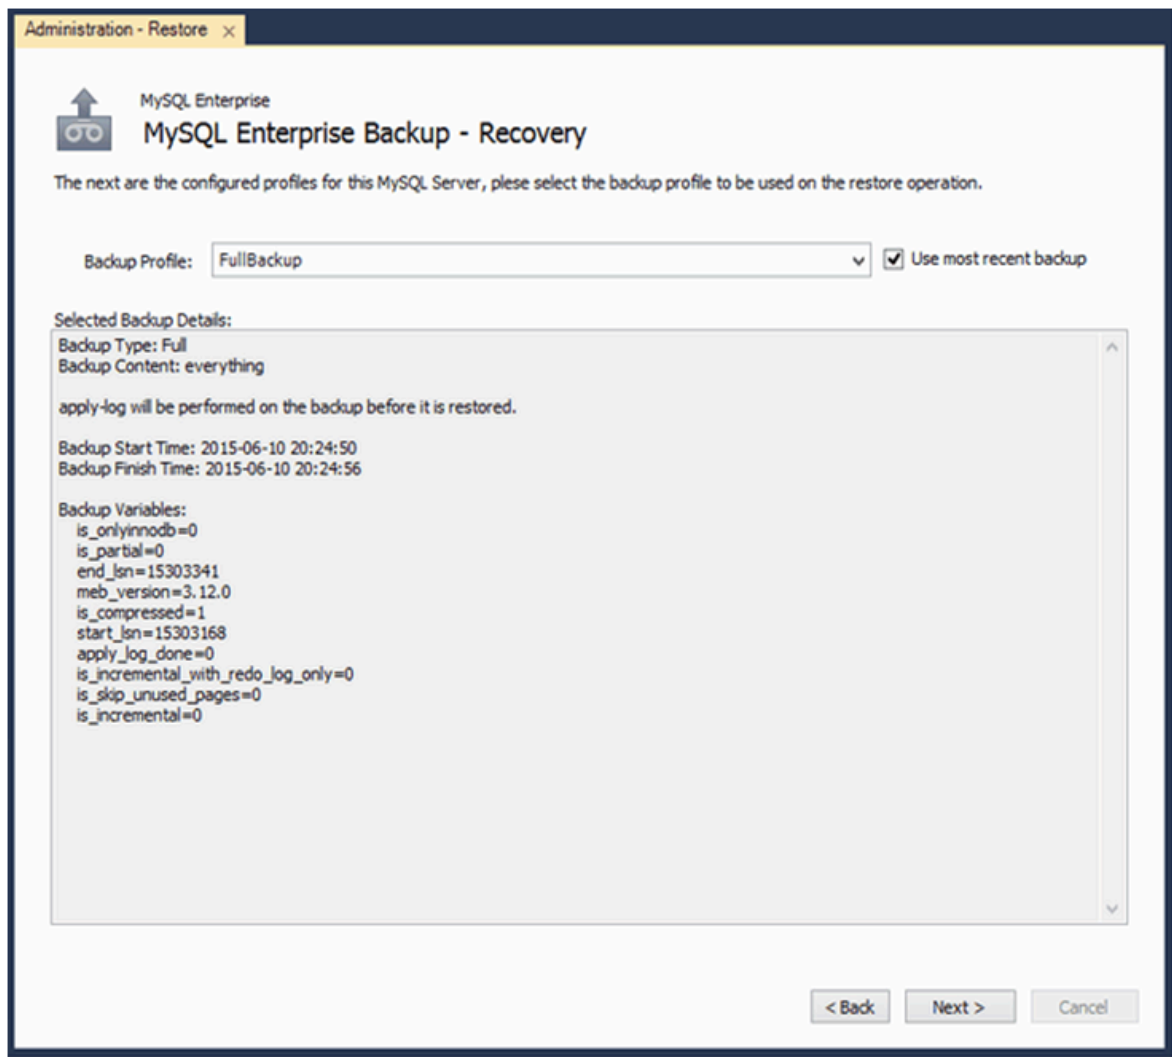 Administration - Restore
MySQL Enterprise
MySQL Enterprise Backup - Recovery
The next are the configured profiles for this MySQL Server, plese select the backup profile to be used on the restore operation.
Backup Profile: FullBackup Use most recent backup
Selected Backup Details:
Backup Type: Full
Backup Content: everything
apply-log will be performed on the backup before it is restored.
Backup Start Time: 2015-06-10 20:24:50
Backup Finish Time: 2015-06-10 20:24:56
Backup Variables:
is_onlyinnodb=0
is_partial=0
end_lsn=15303341
meb_version=3.12.0
is_compressed=1
start_lsn=15303168
apply_log_done=0
is_incremental_with_redo_log_only=0
is_skip_unused_pages=0
is_incremental=0
< Back Next > Cancel